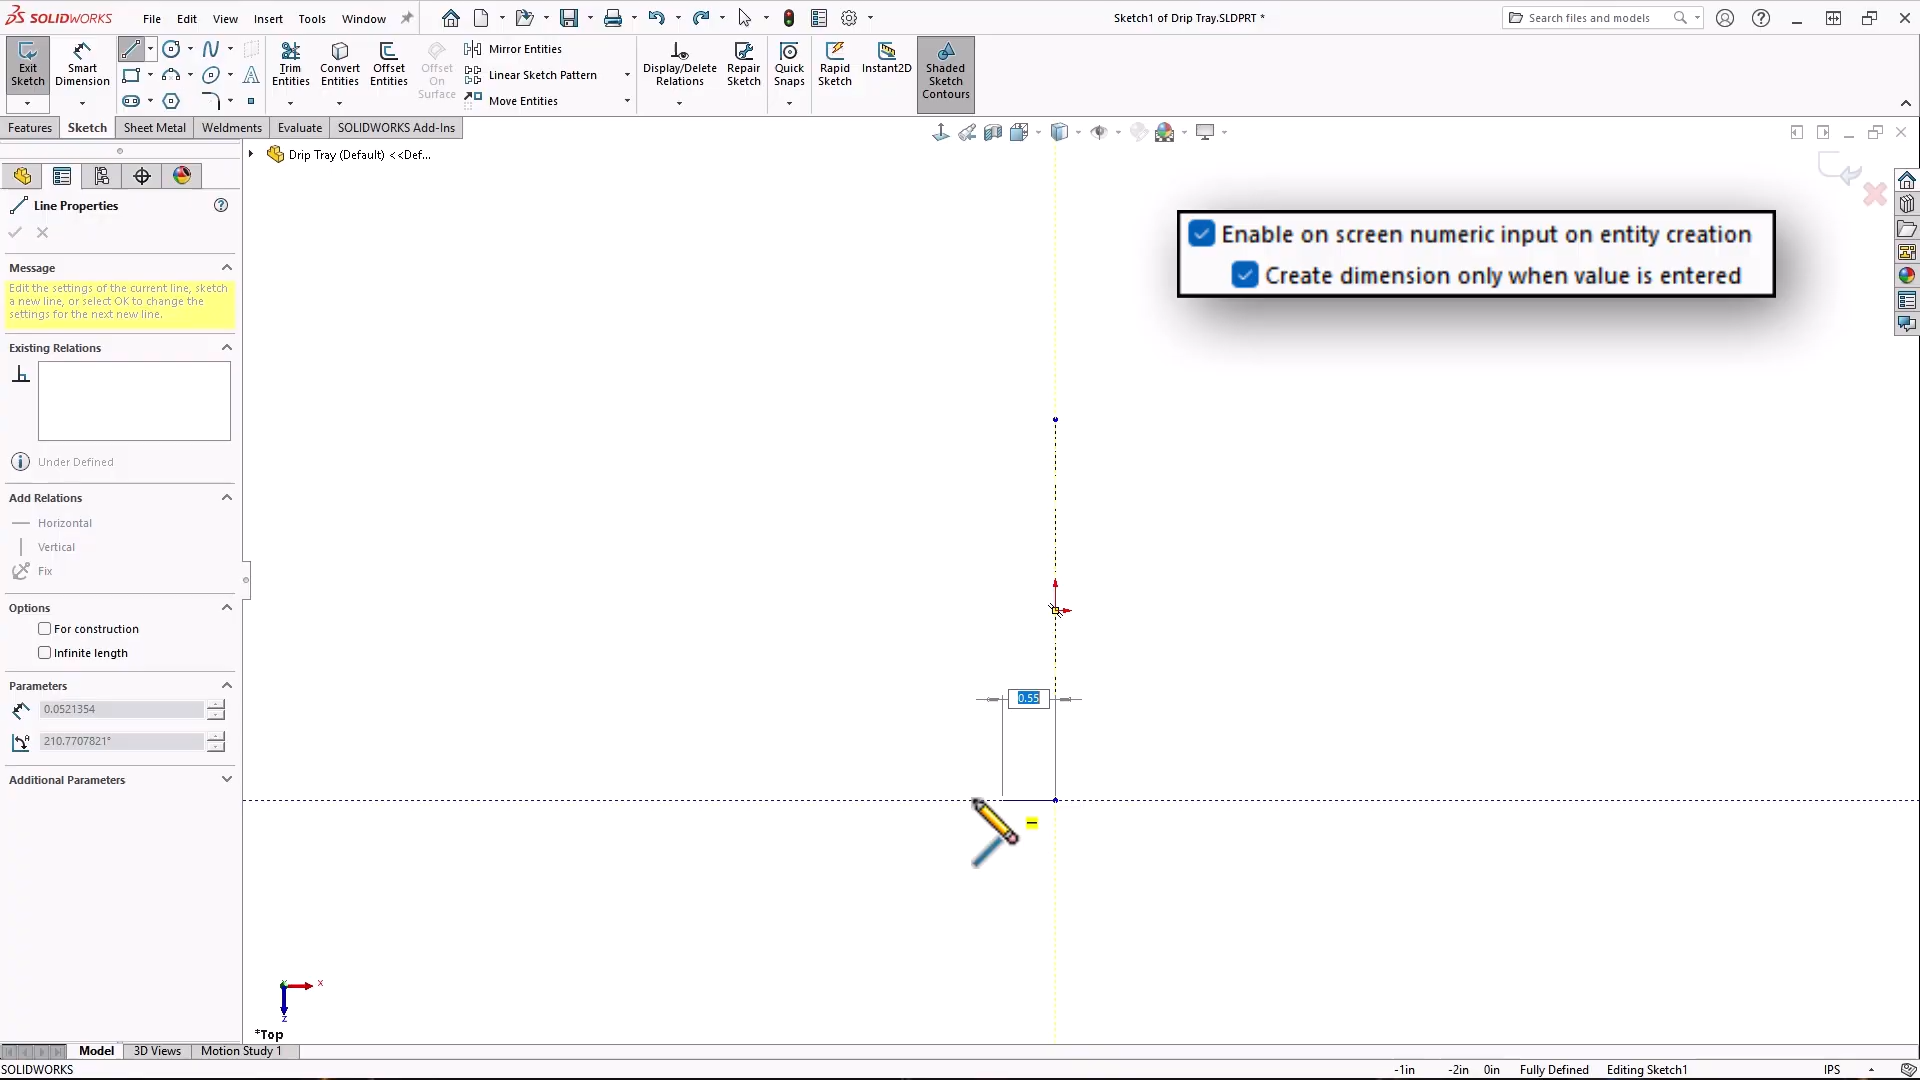 SOLIDWORKS
File
Edit
View
Insert
Tools
Window
Sketch1 of Drip Tray.SLDPRT *
Search files and models
Exit
Sketch
Smart
Dimension
Trim
Entities
Convert
Entities
Offset
Entities
Offset
On
Surface
Mirror Entities
Linear Sketch Pattern
Move Entities
Display/Delete
Relations
Repair
Sketch
Quick
Snaps
Rapid
Sketch
Instant2D
Shaded
Sketch
Contours
Features
Sketch
Sheet Metal
Weldments
Evaluate
SOLIDWORKS Add-Ins
Drip Tray (Default) <<Def...
Line Properties
Message
Edit the settings of the current line, sketch
a new line, or select OK to change the
settings for the next new line.
Existing Relations
Under Defined
Add Relations
Horizontal
Vertical
Fix
Options
For construction
Infinite length
Parameters
0.0521354
210.7707821°
Additional Parameters
Enable on screen numeric input on entity creation
Create dimension only when value is entered
0.55
X
Z
*Top
Model
3D Views
Motion Study 1
SOLIDWORKS
-1in
-2in
0in
Fully Defined
Editing Sketch1
IPS